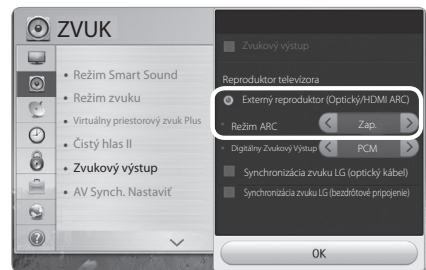 ZVUK
Režim Smart Sound
Režim zvuku
Virtuálny priestorový zvuk Plus
Čistý hlas II
Zvukový výstup
AV Synch. Nastaviť
Zvukový výstup
Reproduktor televízora
Externý reproduktor (Optický/HDMI ARC)
Režim ARC < Zap. >
Digitálny Zvukový Výstup < PCM >
Synchronizácia zvuku LG (optický kábel)
Synchronizácia zvuku LG (bezdrôtové pripojenie)
OK